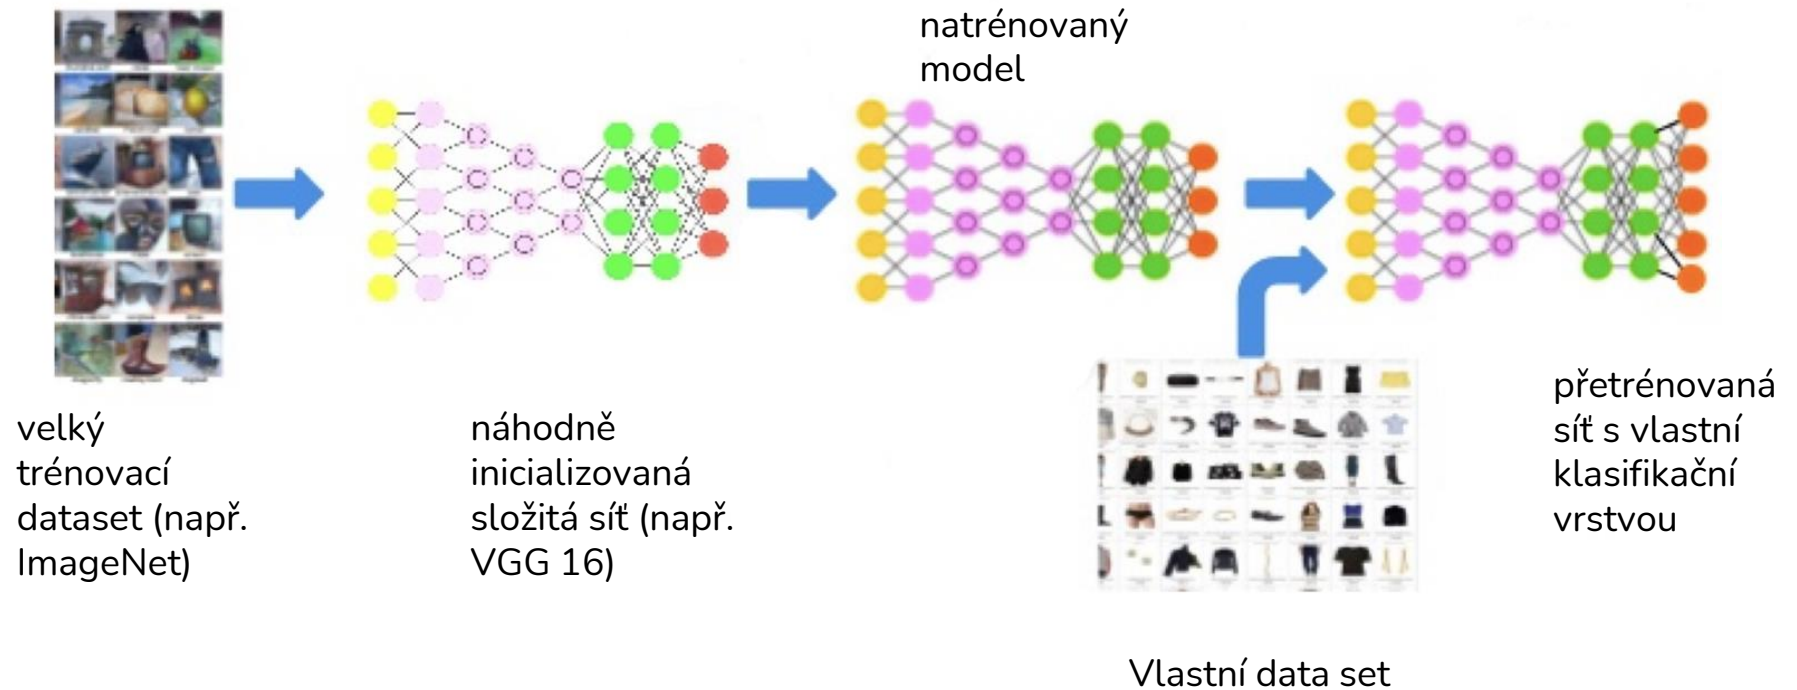 natrénovaný
model
velký
trénovací
dataset (např.
ImageNet)
náhodně
inicializovaná
složitá síť (např.
VGG 16)
přetrénovaná
síť s vlastní
klasifikační
vrstvou
Vlastní data set